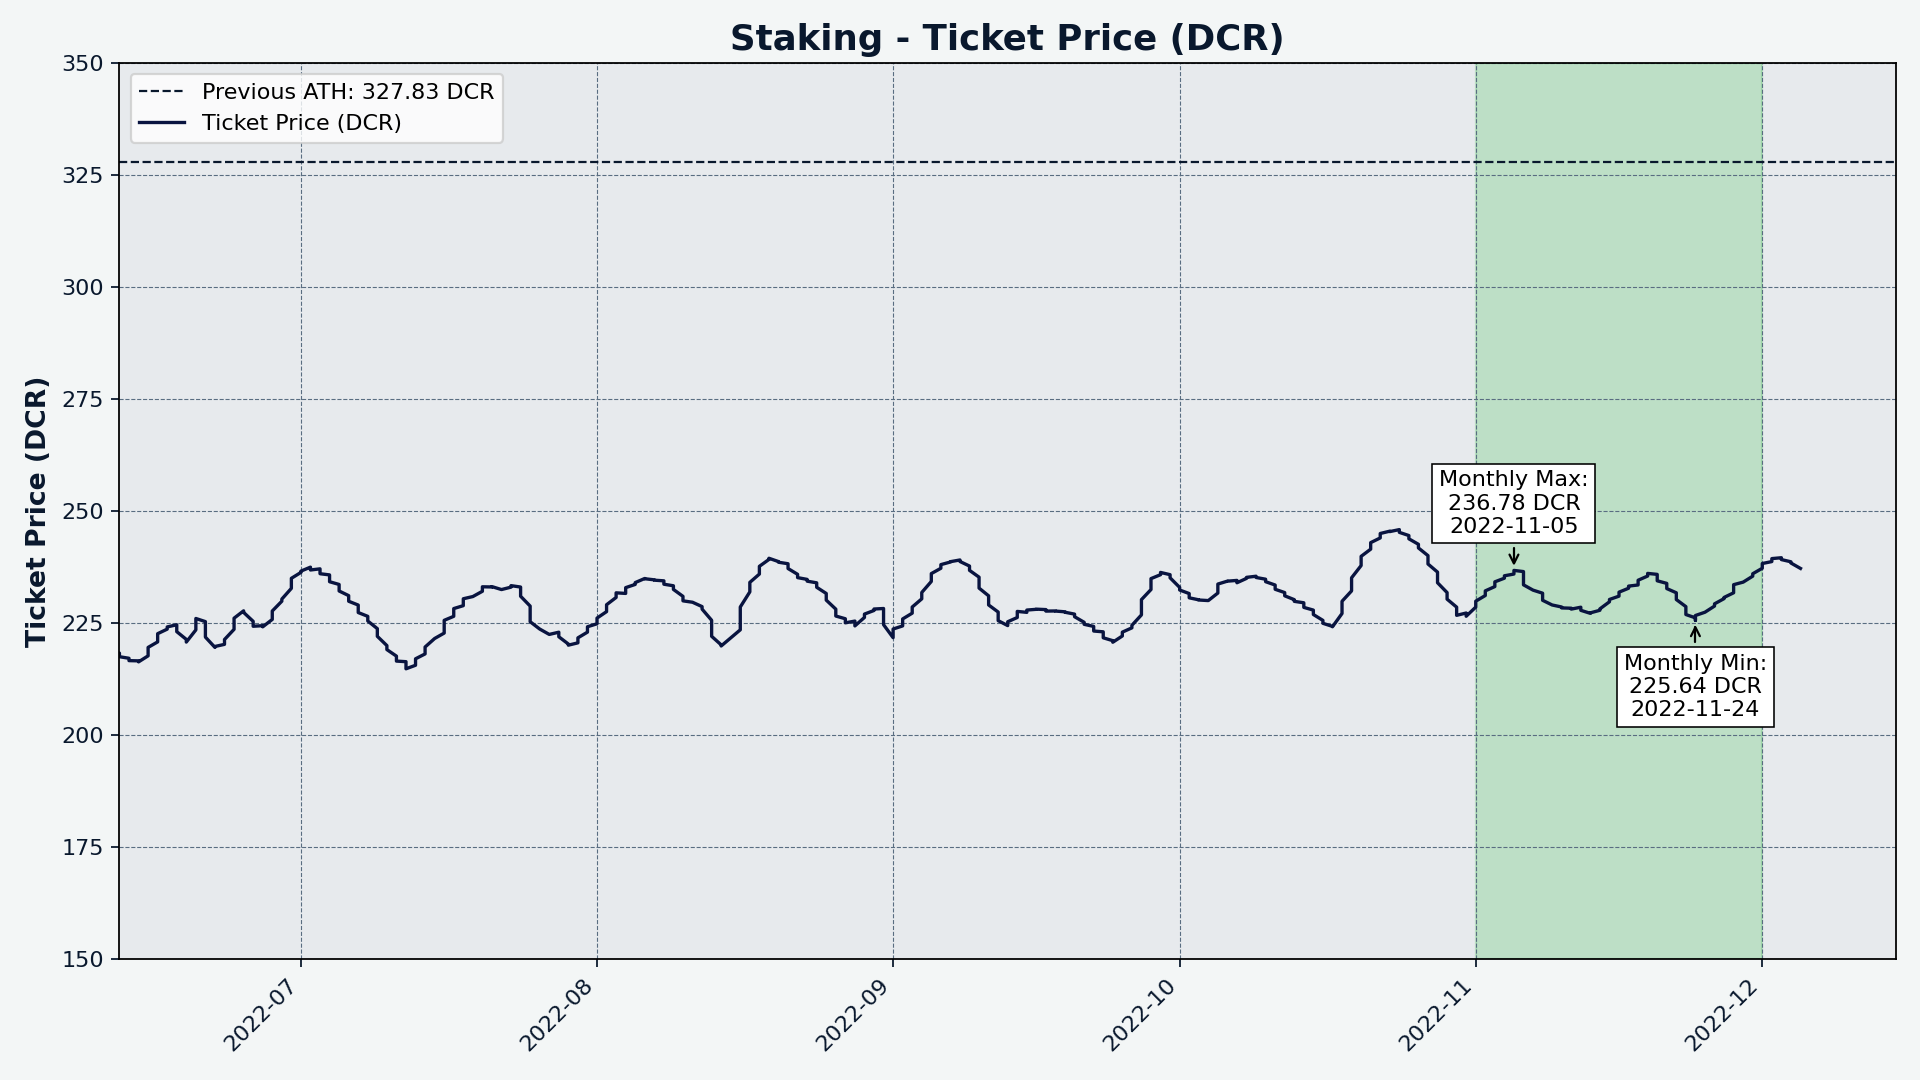 Staking - Ticket Price (DCR)
Previous ATH: 327.83 DCR
Ticket Price (DCR)
Ticket Price (DCR)
350
325
300
275
250
225
200
175
150
Monthly Max:
236.78 DCR
2022-11-05
Monthly Min:
225.64 DCR
2022-11-24
2022-07
2022-08
2022-09
2022-10
2022-11
2022-12